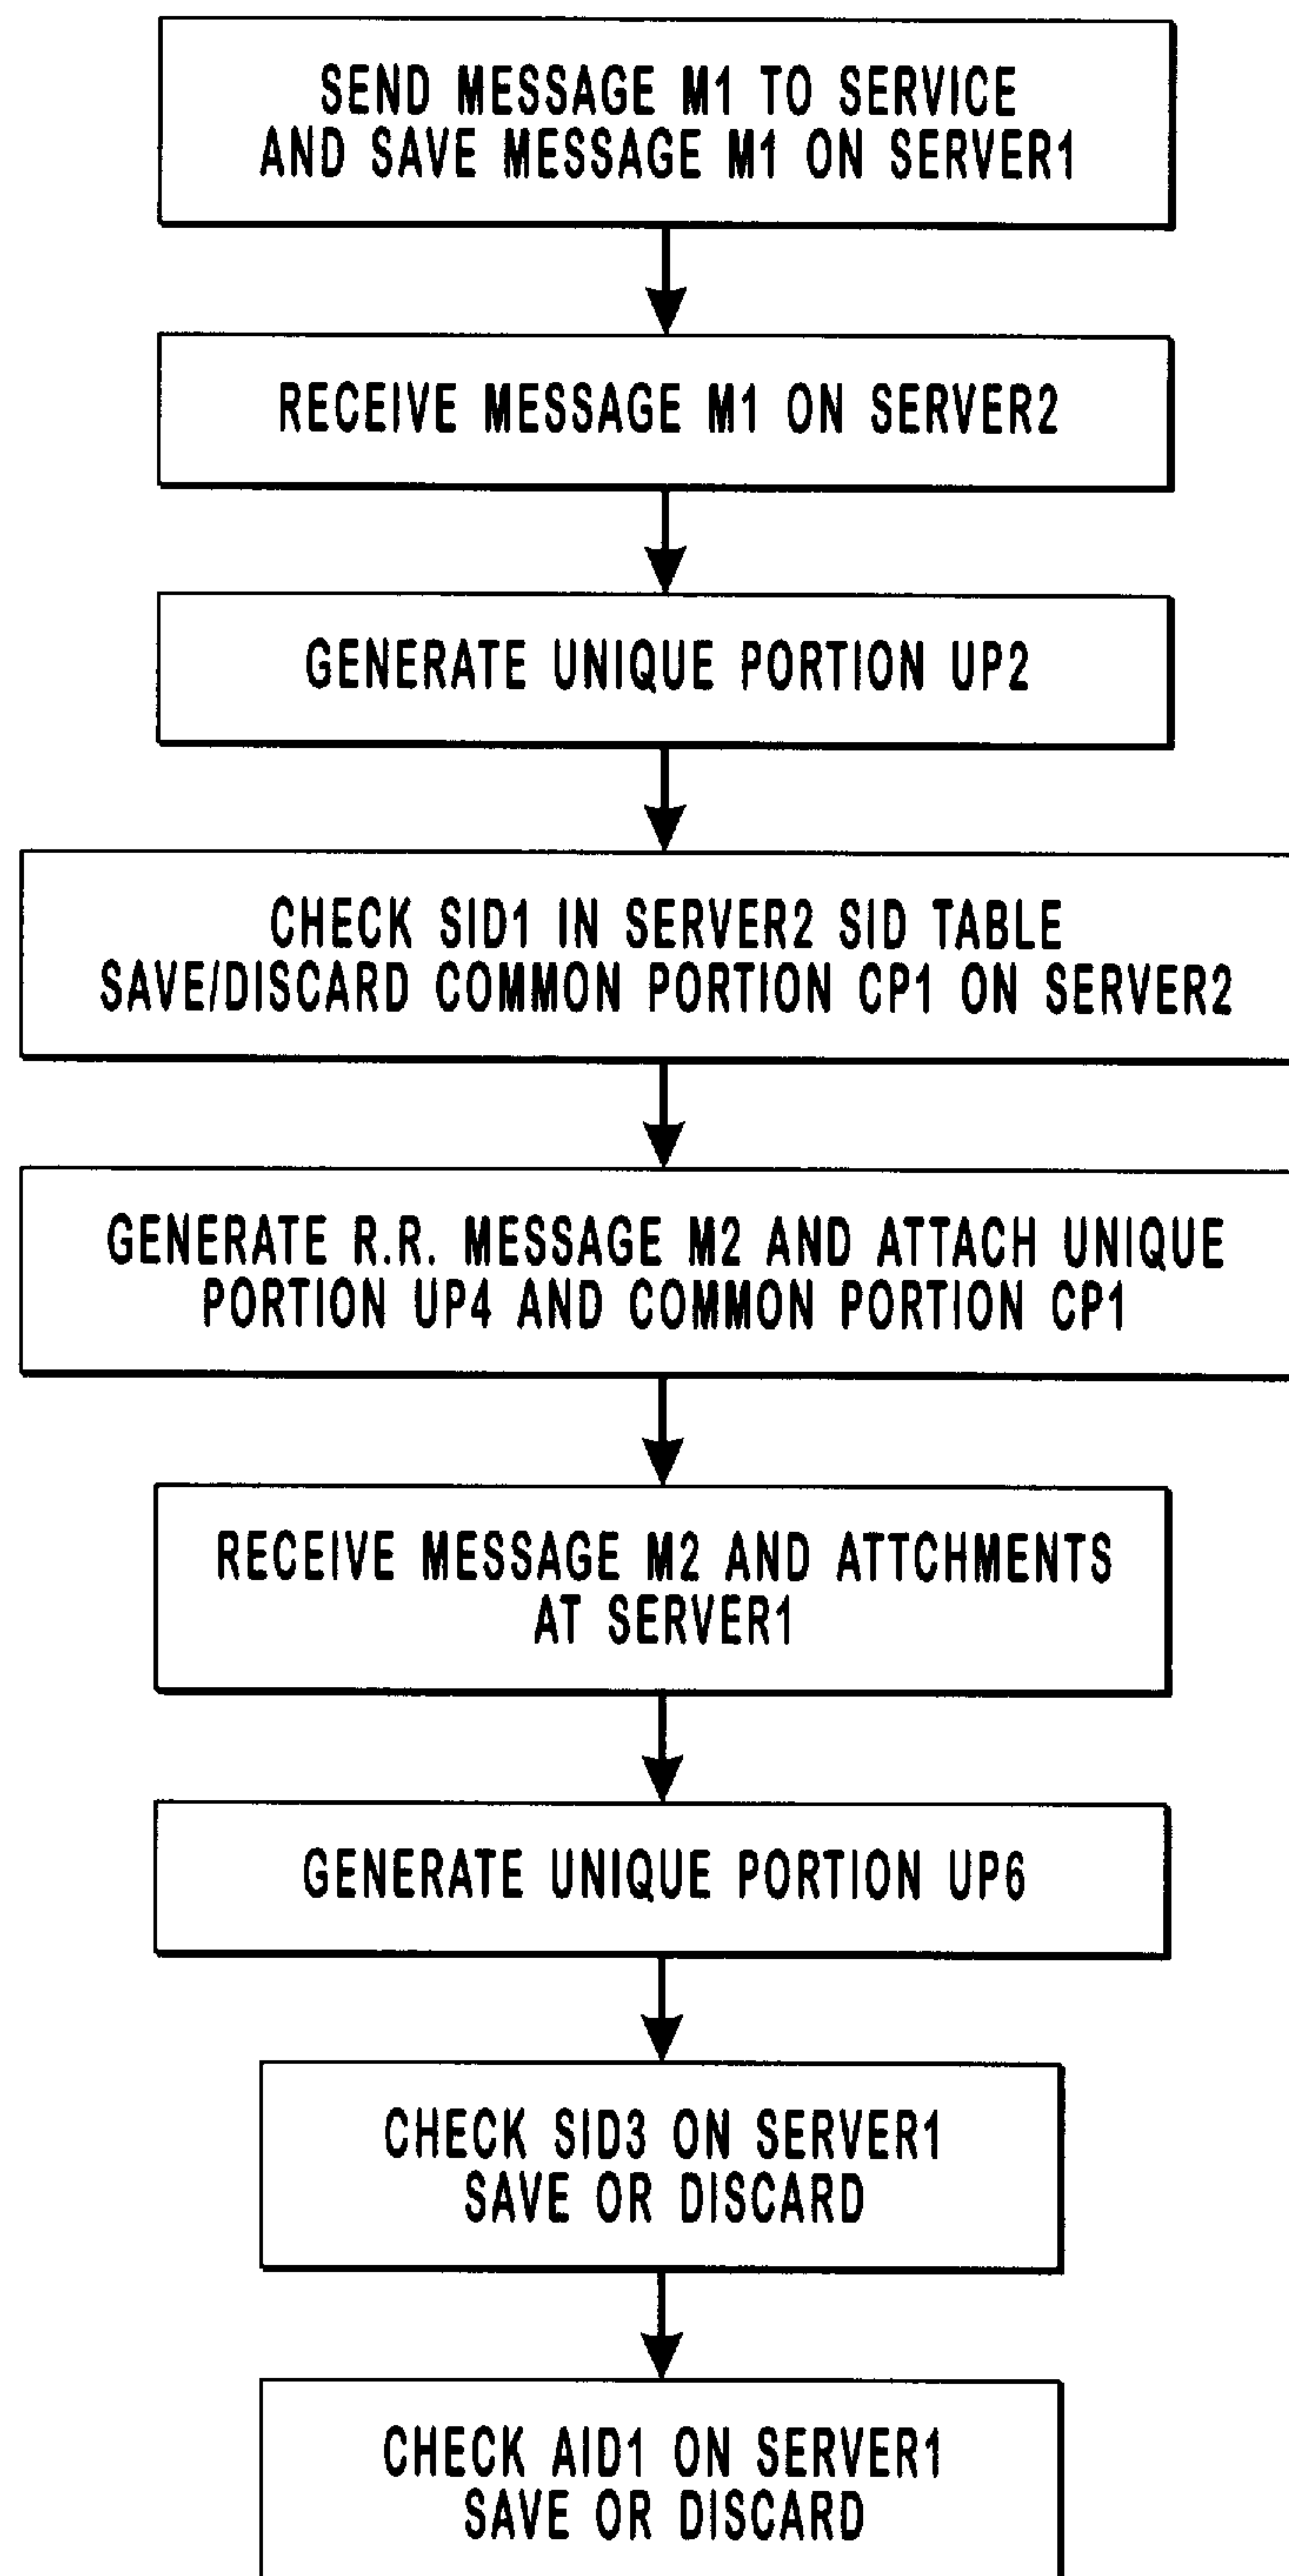 SEND MESSAGE M1 TO SERVICE
AND SAVE MESSAGE M1 ON SERVER1
RECEIVE MESSAGE M1 ON SERVER2
GENERATE UNIQUE PORTION UP2
CHECK SID1 IN SERVER2 SID TABLE
SAVE/DISCARD COMMON PORTION CP1 ON SERVER2
GENERATE R.R. MESSAGE M2 AND ATTACH UNIQUE
PORTION UP4 AND COMMON PORTION CP1
RECEIVE MESSAGE M2 AND ATTCHMENTS
AT SERVER1
GENERATE UNIQUE PORTION UP6
CHECK SID3 ON SERVER1
SAVE OR DISCARD
CHECK AID1 ON SERVER1
SAVE OR DISCARD